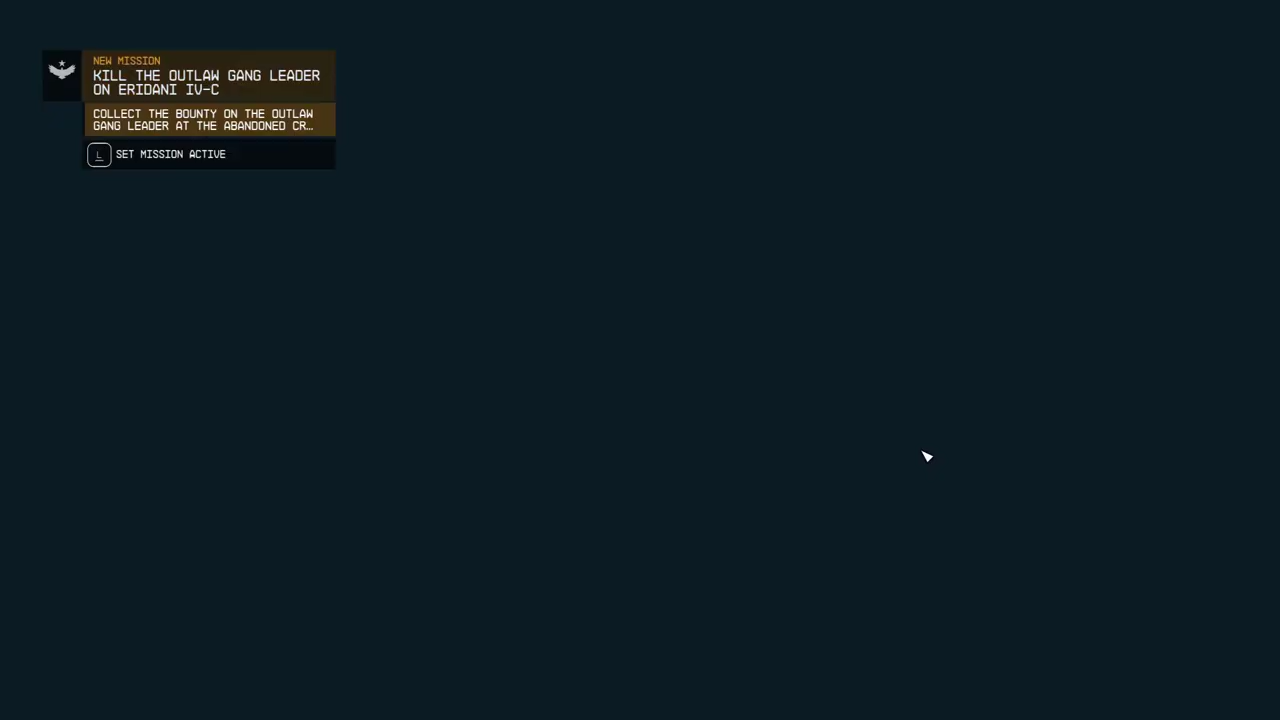 NEW MISSION
KILL THE OUTLAW GANG LEADER
ON ERIDANI IV-C
COLLECT THE BOUNTY ON THE OUTLAW
GANG LEADER AT THE ABANDONED CR…
L SET MISSION ACTIVE